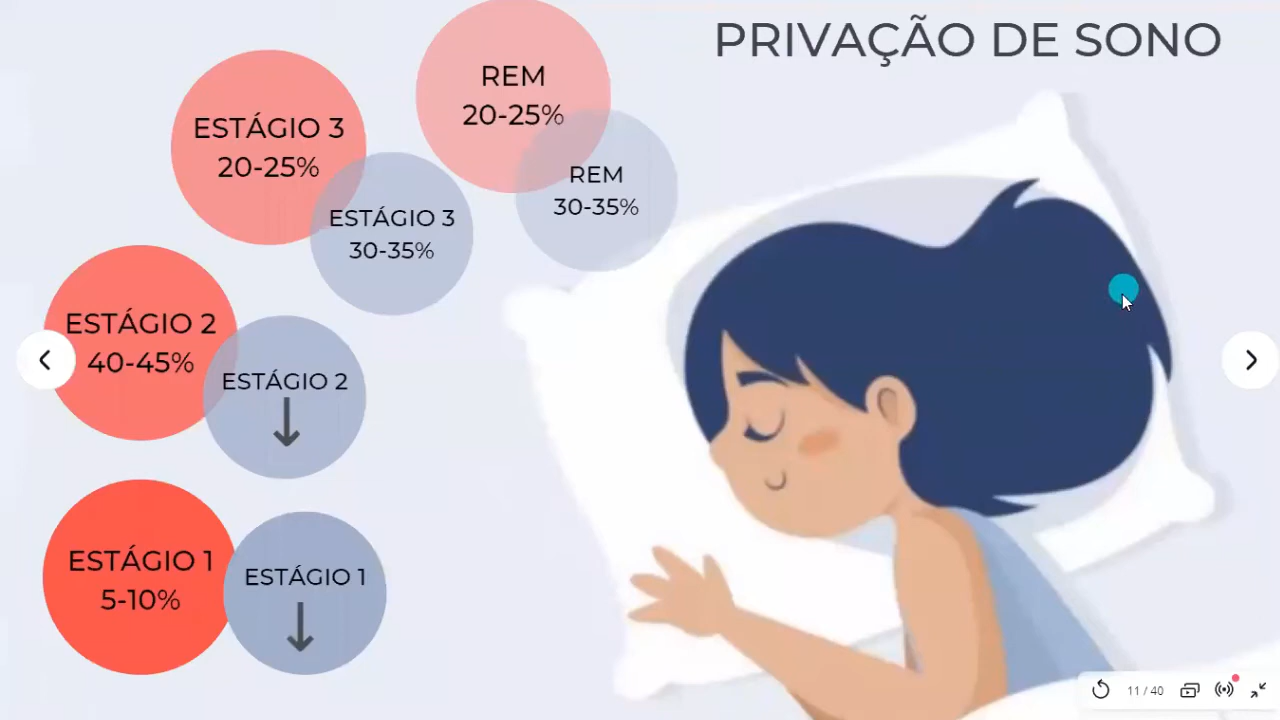 PRIVAÇÃO DE SONO
REM
20-25%
REM
30-35%
ESTÁGIO 3
20-25%
ESTÁGIO 3
30-35%
ESTÁGIO 2
40-45%
ESTÁGIO 2
ESTÁGIO 1
5-10%
ESTÁGIO 1
11 / 40